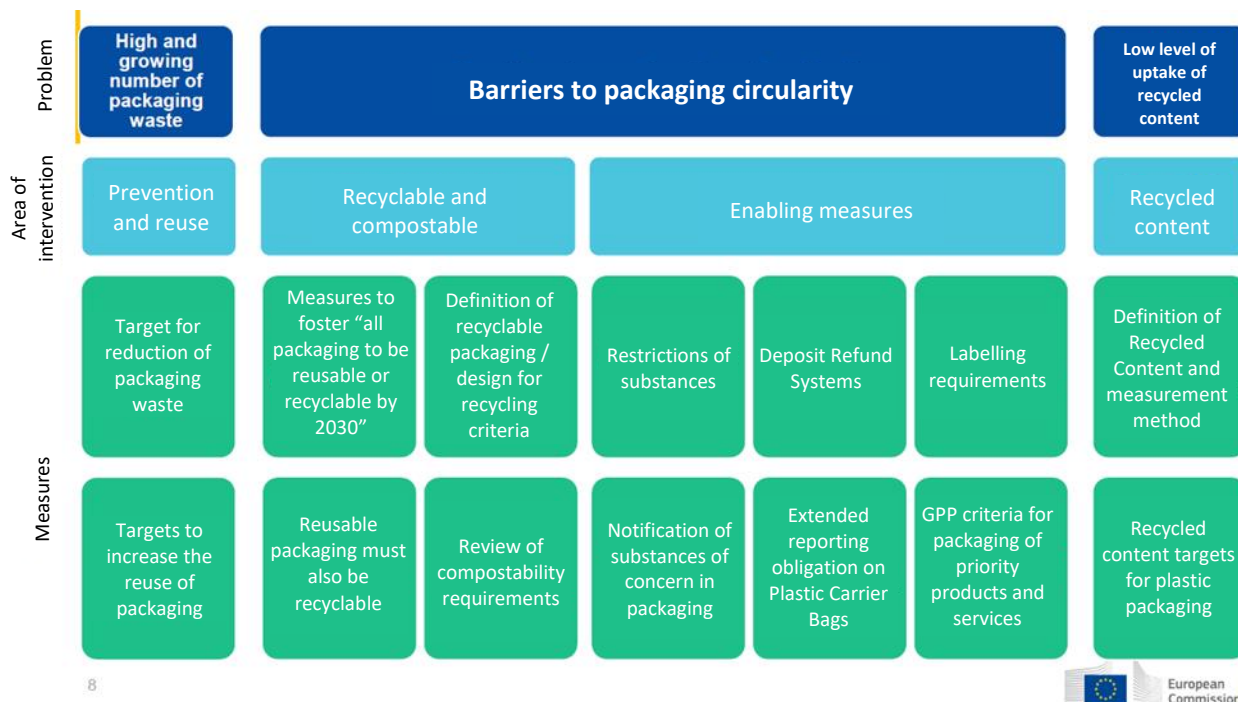 Problem
High and
growing
number of
packaging
waste
Barriers to packaging circularity
Low level of
uptake of
recycled
content
Area of
intervention
Prevention
and reuse
Recyclable and
compostable
Enabling measures
Recycled
content
Measures
Target for
reduction of
packaging
waste
Measures to
foster “all
packaging to be
reusable or
recyclable by
2030”
Definition of
recyclable
packaging /
design for
recycling
criteria
Restrictions of
substances
Deposit Refund
Systems
Labelling
requirements
Definition of
Recycled
Content and
measurement
method
Targets to
increase the
reuse of
packaging
Reusable
packaging must
also be
recyclable
Review of
compostability
requirements
Notification of
substances of
concern in
packaging
Extended
reporting
obligation on
Plastic Carrier
Bags
GPP criteria for
packaging of
priority
products and
services
Recycled
content targets
for plastic
packaging
8
European
Commission